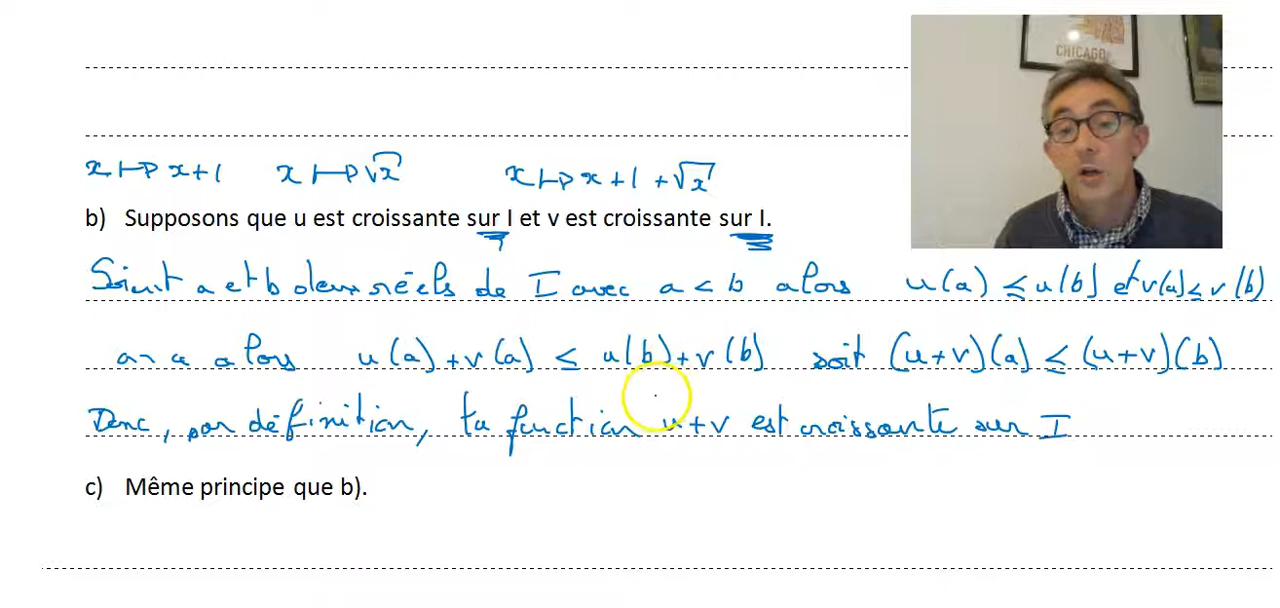 CHICAGO
x ↦ x+1 x ↦ √x x ↦ x+1+√x
b) Supposons que u est croissante sur I et v est croissante sur I.
Soient a et b deux réels de I avec a < b alors u(a) ≤ u(b) et v(a) ≤ v(b)
on a alors u(a)+v(a) ≤ u(b)+v(b) soit (u+v)(a) ≤ (u+v)(b)
Donc, par définition, la fonction u+v est croissante sur I
c) Même principe que b).